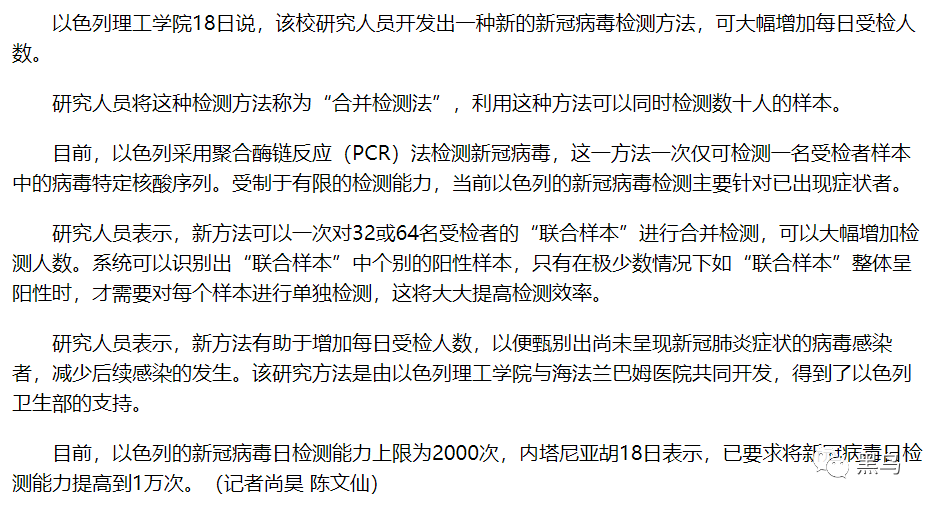 以色列理工学院18日说，该校研究人员开发出一种新的新冠病毒检测方法，可大幅增加每日受检人
数。
研究人员将这种检测方法称为“合并检测法”，利用这种方法可以同时检测数十人的样本。
目前，以色列采用聚合酶链反应（PCR）法检测新冠病毒，这一方法一次仅可检测一名受检者样本
中的病毒特定核酸序列。受制于有限的检测能力，当前以色列的新冠病毒检测主要针对已出现症状者。
研究人员表示，新方法可以一次对32或64名受检者的“联合样本”进行合并检测，可以大幅增加检
测人数。系统可以识别出“联合样本”中个别的阳性样本，只有在极少数情况下如“联合样本”整体呈
阳性时，才需要对每个样本进行单独检测，这将大大提高检测效率。
研究人员表示，新方法有助于增加每日受检人数，以便甄别出尚未呈现新冠肺炎症状的病毒感染
者，减少后续感染的发生。该研究方法是由以色列理工学院与海法兰巴姆医院共同开发，得到了以色列
卫生部的支持。
目前，以色列的新冠病毒日检测能力上限为2000次，内塔尼亚胡18日表示，已要求将新冠病毒日检
测能力提高到1万次。（记者尚昊 陈文仙）
黑鸟